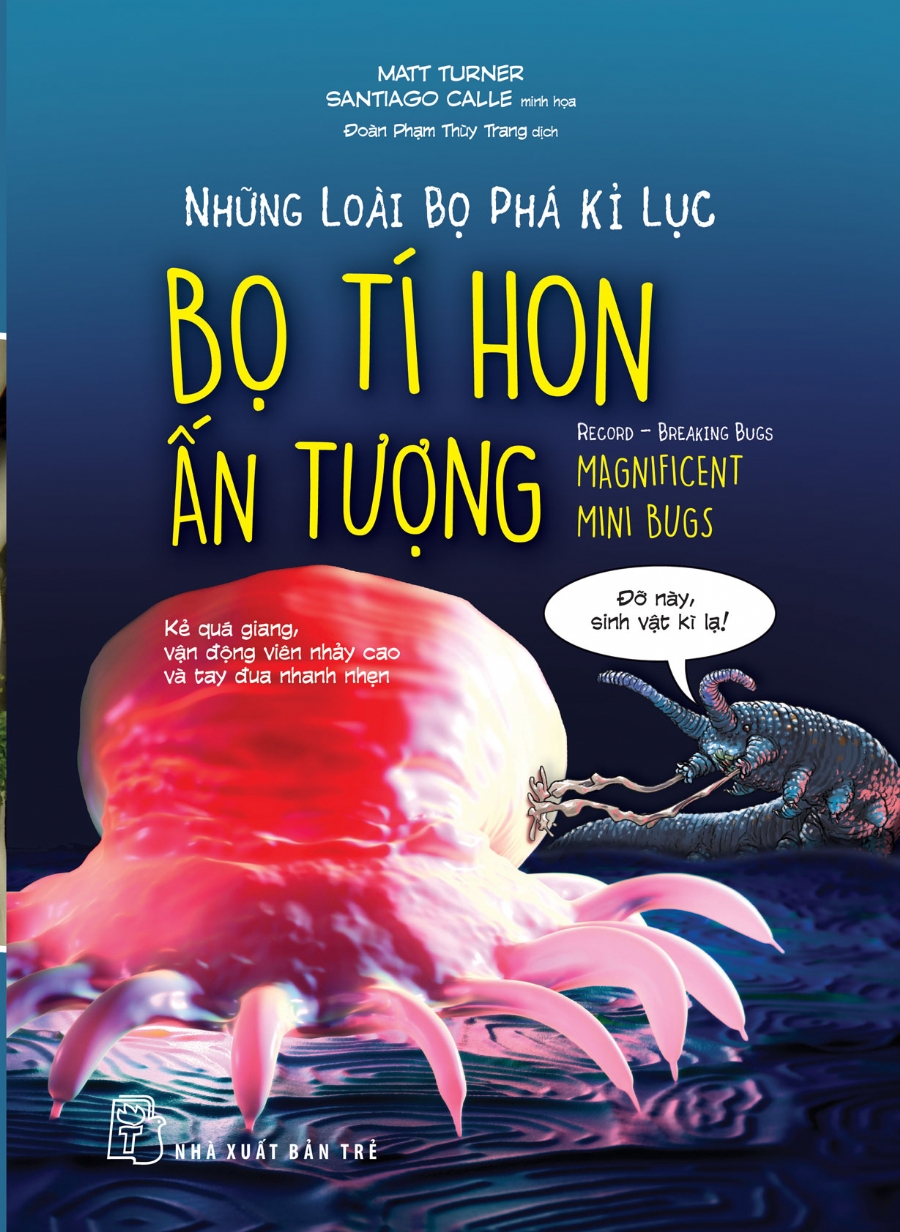 MATT TURNER
SANTIAGO CALLE minh họa
Đoàn Phạm Thùy Trang dịch
NHỮNG LOÀI BỌ PHÁ KỈ LỤC
BỌ TÍ HON
ẤN TƯỢNG
RECORD – BREAKING BUGS
MAGNIFICENT
MINI BUGS
Đỡ này,
sinh vật kì lạ!
Kẻ quá giang,
vận động viên nhảy cao
và tay đua nhanh nhẹn
NHÀ XUẤT BẢN TRẺ